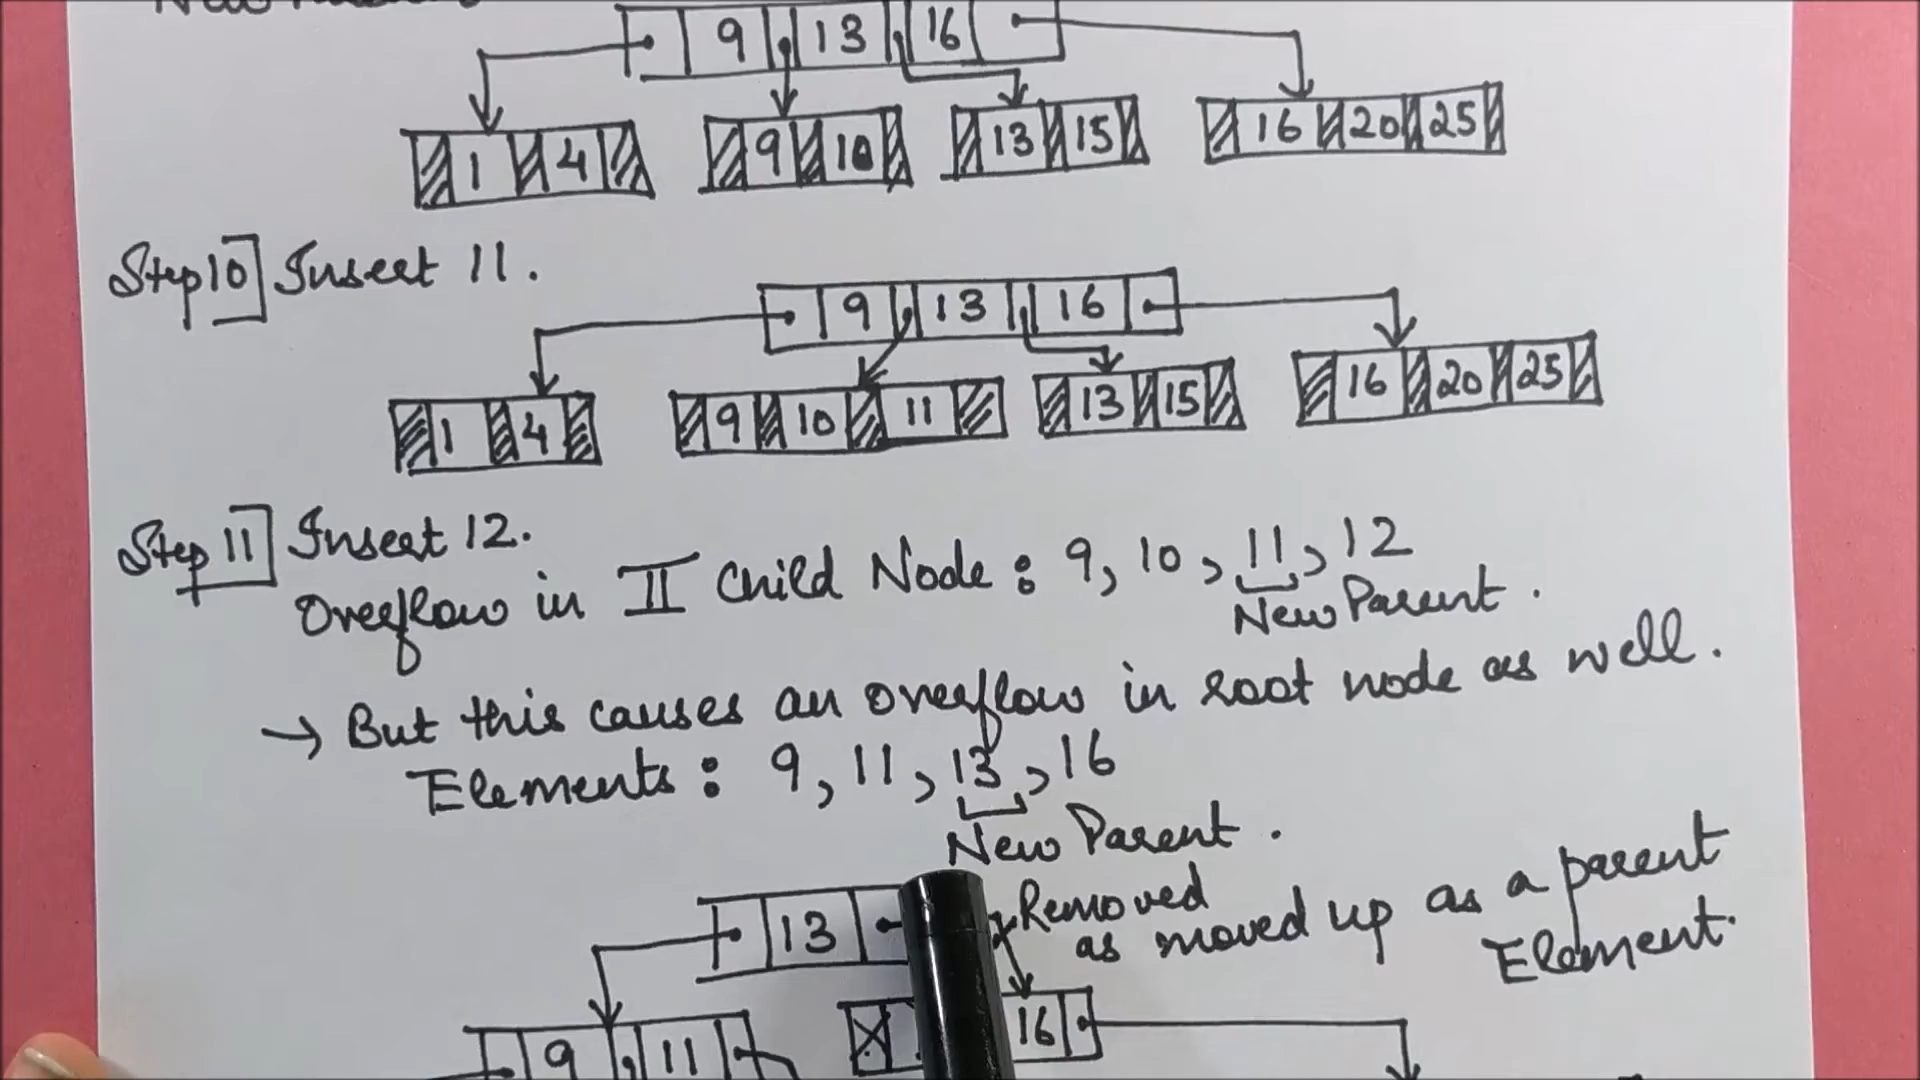 9 13 16
1 4 9 10 13 15 16 20 25
Step 10] Insert 11.
9 13 16
1 4 9 10 11 13 15 16 20 25
Step 11] Insert 12.
Overflow in II Child Node : 9, 10, 11, 12
New Parent.
→ But this causes an overflow in root node as well.
Elements : 9, 11, 13, 16
New Parent.
13
Removed
as moved up as a parent
Element.
9 11 16